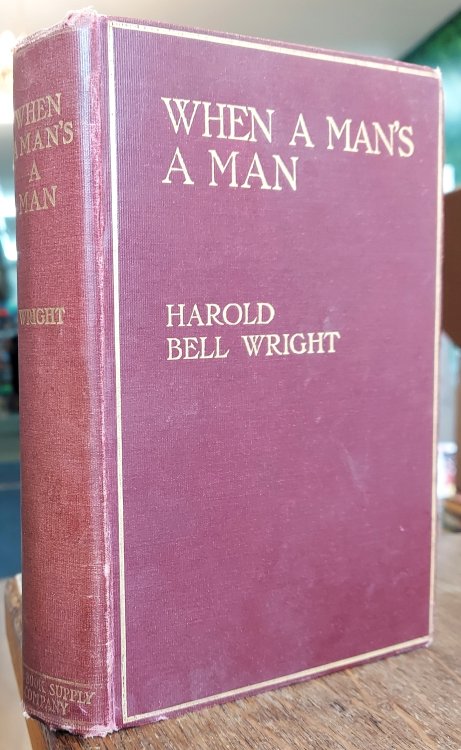 WHEN
A MAN'S
A
MAN
WRIGHT
BOOK SUPPLY
COMPANY
WHEN A MAN'S
A MAN
HAROLD
BELL WRIGHT